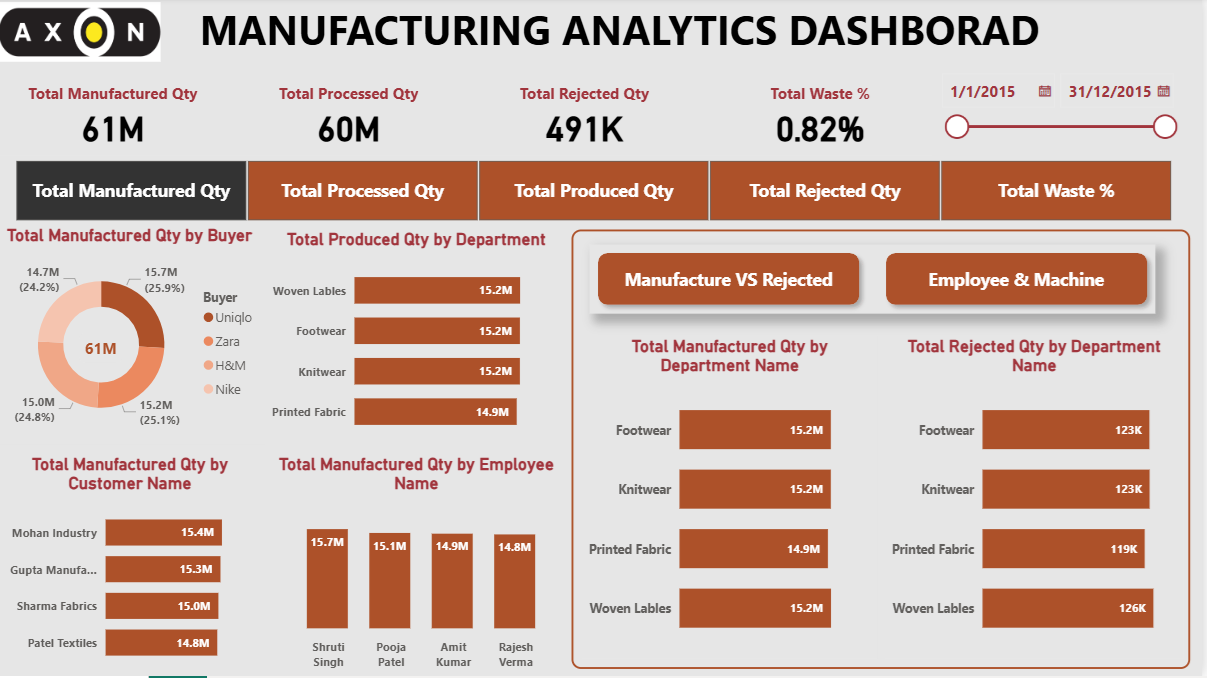 AXON
MANUFACTURING ANALYTICS DASHBORAD
Total Manufactured Qty
61M
Total Processed Qty
60M
Total Rejected Qty
491K
Total Waste %
0.82%
1/1/2015
31/12/2015
Total Manufactured Qty
Total Processed Qty
Total Produced Qty
Total Rejected Qty
Total Waste %
Total Manufactured Qty by Buyer
14.7M
(24.2%)
15.7M
(25.9%)
61M
15.0M
(24.8%)
15.2M
(25.1%)
Buyer
Uniqlo
Zara
H&M
Nike
Total Produced Qty by Department
Woven Lables 15.2M
Footwear 15.2M
Knitwear 15.2M
Printed Fabric 14.9M
Total Manufactured Qty by
Customer Name
Mohan Industry 15.4M
Gupta Manufa... 15.3M
Sharma Fabrics 15.0M
Patel Textiles 14.8M
Total Manufactured Qty by Employee
Name
15.7M 15.1M 14.9M 14.8M
Shruti Pooja Amit Rajesh
Singh Patel Kumar Verma
Manufacture VS Rejected
Employee & Machine
Total Manufactured Qty by
Department Name
Footwear 15.2M
Knitwear 15.2M
Printed Fabric 14.9M
Woven Lables 15.2M
Total Rejected Qty by Department
Name
Footwear 123K
Knitwear 123K
Printed Fabric 119K
Woven Lables 126K